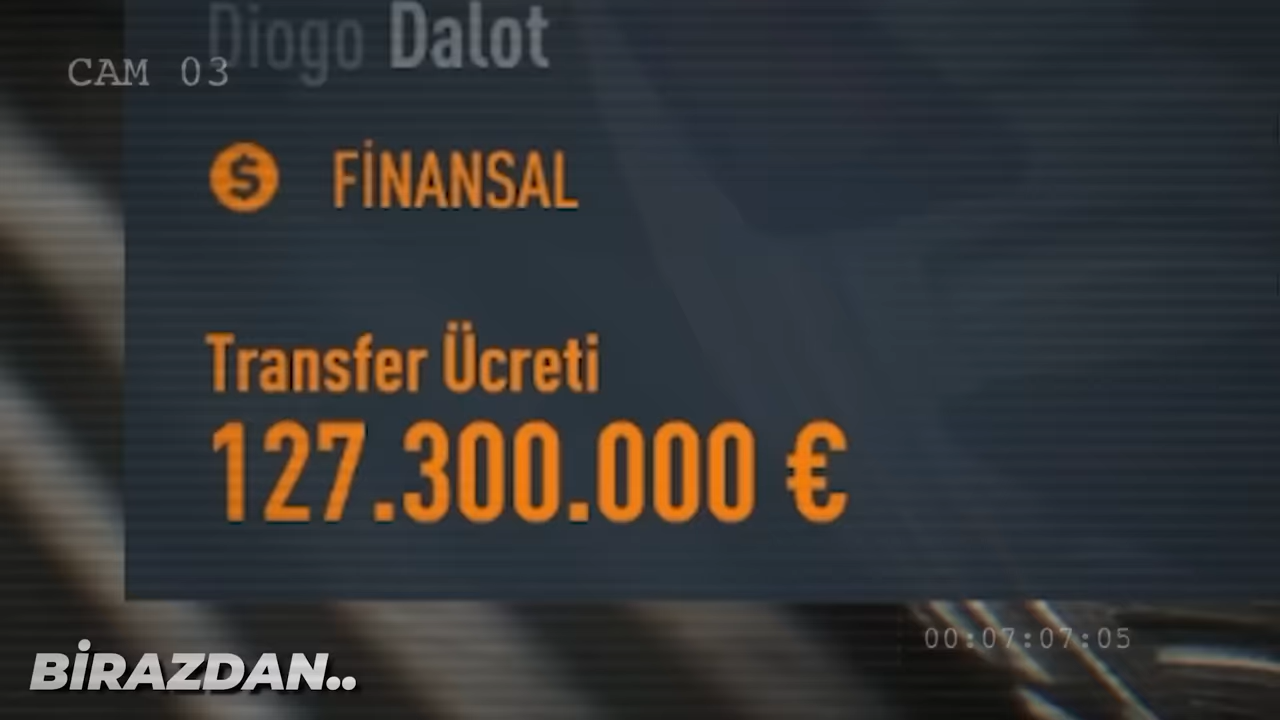 Diogo Dalot
CAM 03
$ FİNANSAL
Transfer Ücreti
127.300.000 €
00:07:07:05
BİRAZDAN..